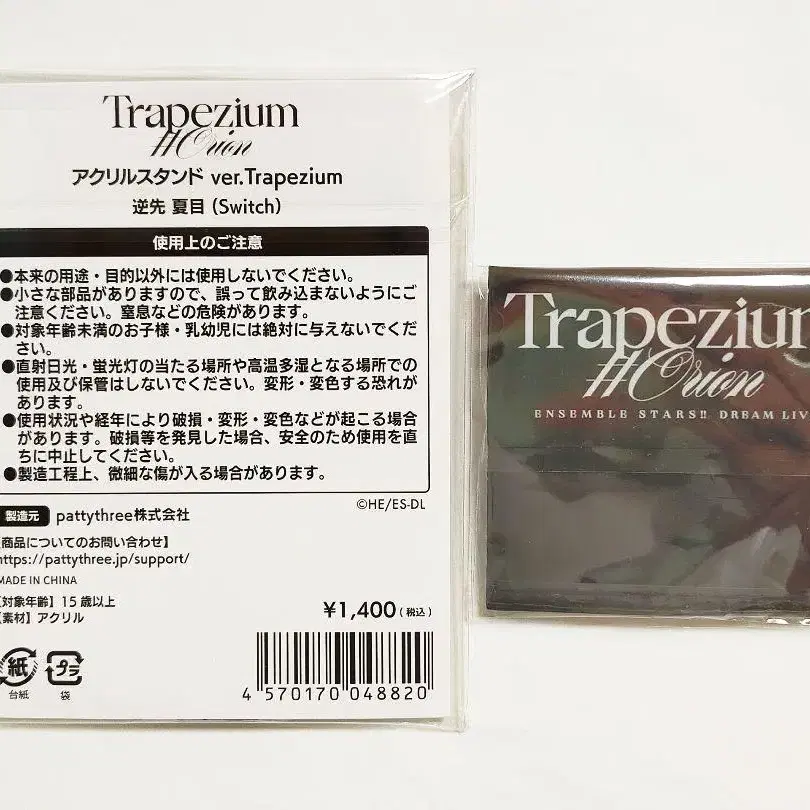 Trapezium
#Orion
アクリルスタンド ver.Trapezium
逆先 夏目 (Switch)
使用上のご注意
●本来の用途・目的以外には使用しないでください。
●小さな部品がありますので、誤って飲み込まないようにご
注意ください。窒息などの危険があります。
●対象年齢未満のお子様・乳幼児には絶対に与えないでくだ
さい。
●直射日光・蛍光灯の当たる場所や高温多湿となる場所での
使用及び保管はしないでください。変形・変色する恐れが
あります。
●使用状況や経年により破損・変形・変色などが起こる場合
があります。破損等を発見した場合、安全のため使用を直
ちに中止してください。
●製造工程上、微細な傷が入る場合があります。
©HE/ES-DL
製造元 pattythree株式会社
【商品についてのお問い合わせ】
https://pattythree.jp/support/
MADE IN CHINA
【対象年齢】15歳以上
【素材】アクリル
¥1,400(税込)
紙 プラ
台紙 袋
4 570170 048820
Trapezium
#Orion
ENSEMBLE STARS!! DREAM LIV